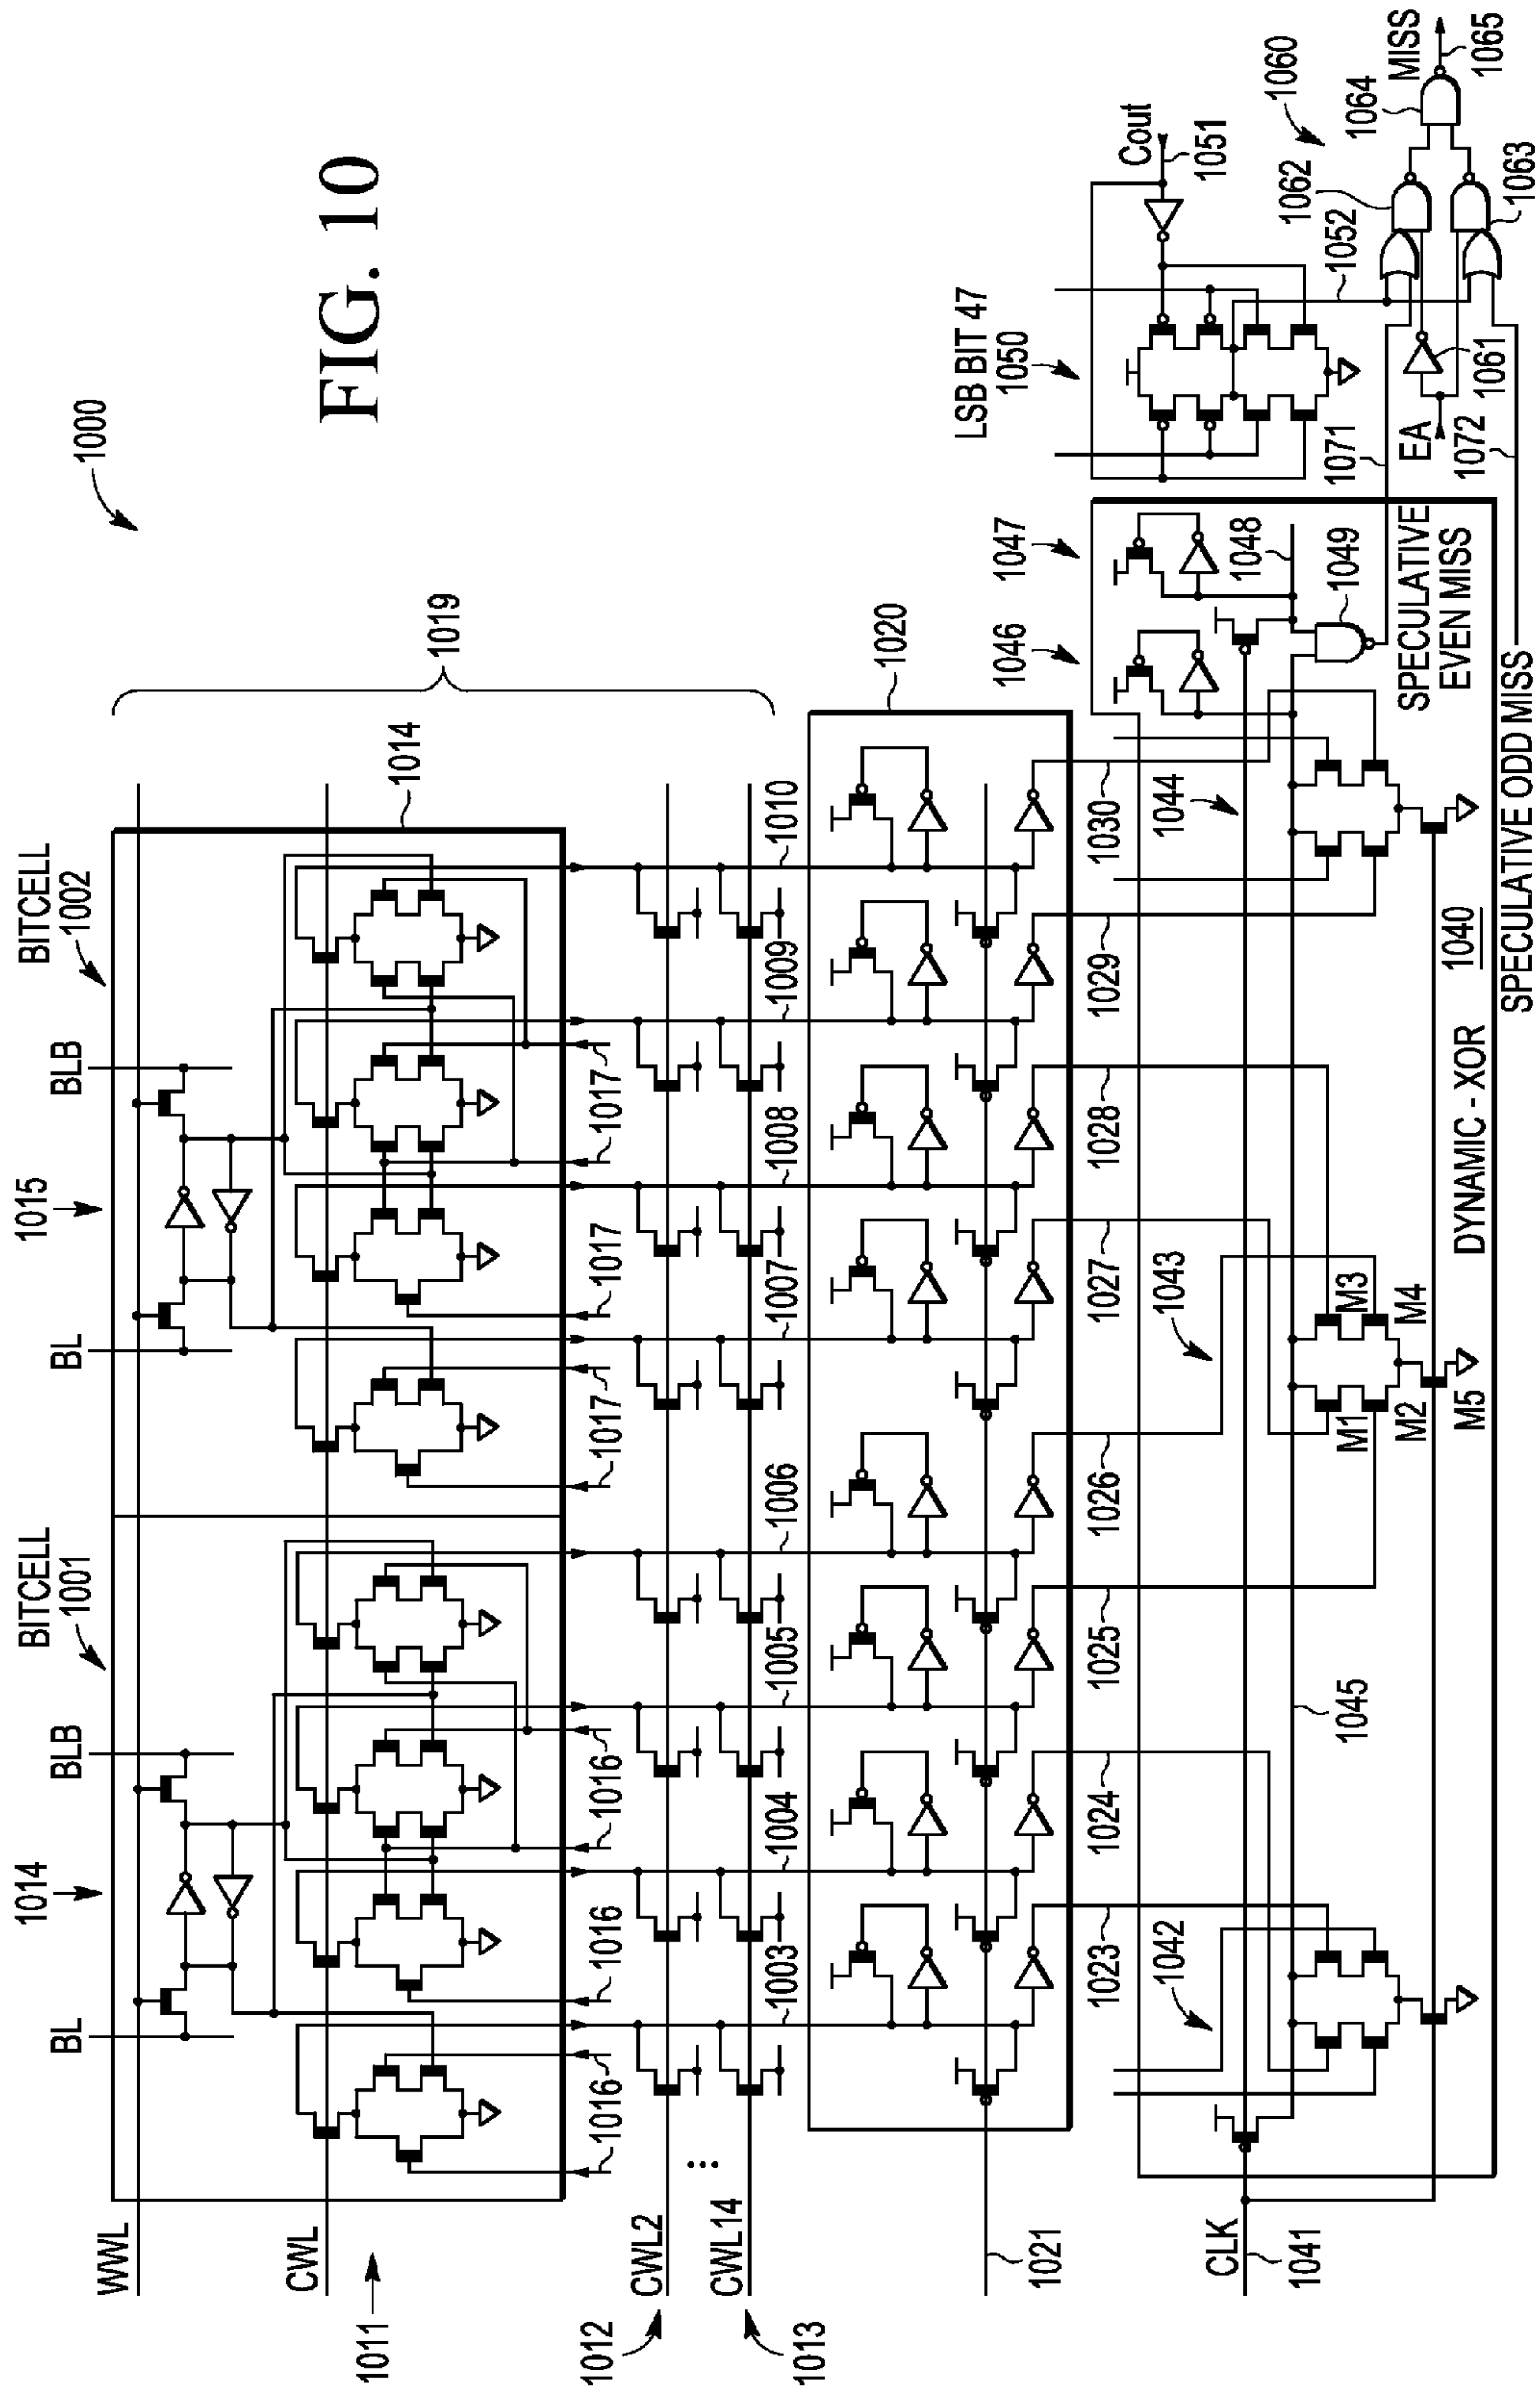 FIG. 10
1000
BITCELL
1001
BITCELL
1002
1014
1015
BL
BLB
BL
BLB
WWL
CWL
1011
1014
1019
1016
1016
1016
1017
1017
1017
CWL2
1012
CWL14
1013
1003
1004
1005
1006
1007
1008
1009
1010
1020
1021
1023
1024
1025
1026
1027
1028
1029
1030
CLK
1041
1042
1043
1044
1045
1046
1047
1048
1049
M1
M2
M3
M4
M5
DYNAMIC - XOR
1040
SPECULATIVE
EVEN MISS
SPECULATIVE ODD MISS
LSB BIT 47
1050
Cout
1051
1052
1060
1061
1062
1063
1064
MISS
1065
EA
1071
1072